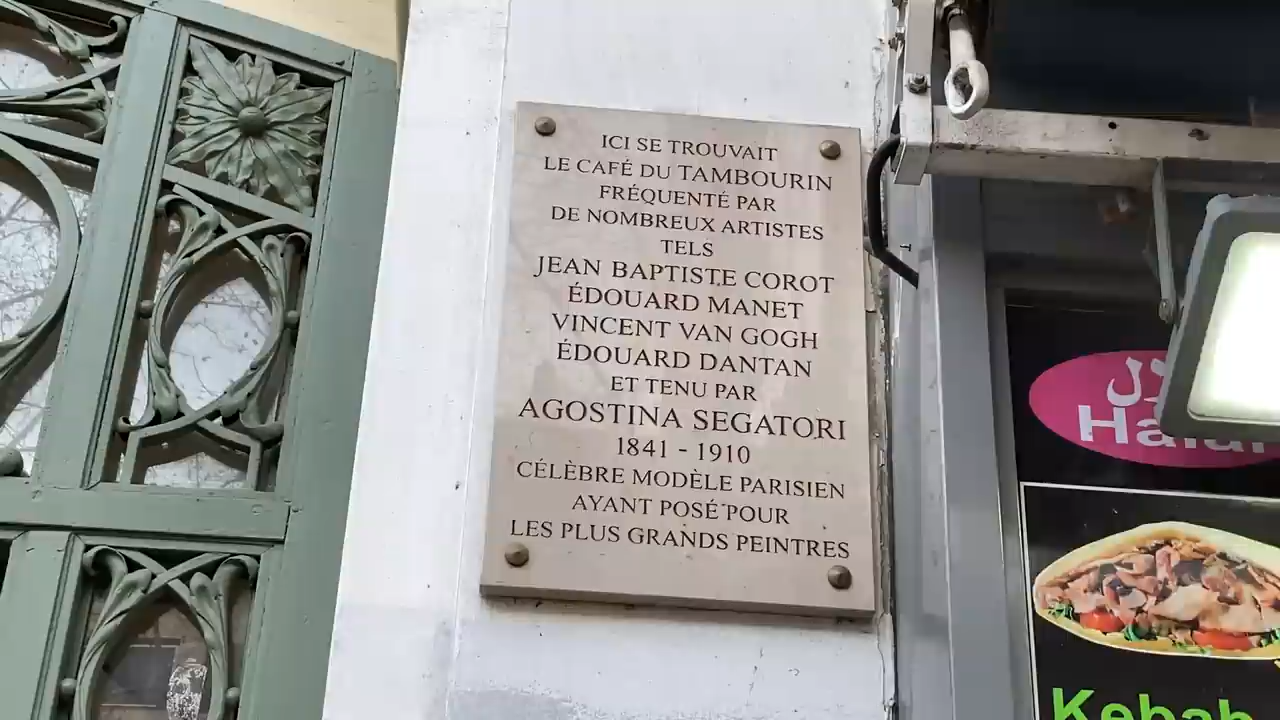 ICI SE TROUVAIT
LE CAFÉ DU TAMBOURIN
FRÉQUENTÉ PAR
DE NOMBREUX ARTISTES
TELS
JEAN BAPTISTE COROT
ÉDOUARD MANET
VINCENT VAN GOGH
ÉDOUARD DANTAN
ET TENU PAR
AGOSTINA SEGATORI
1841 - 1910
CÉLÈBRE MODÈLE PARISIEN
AYANT POSÉ POUR
LES PLUS GRANDS PEINTRES
Halal
Kebab